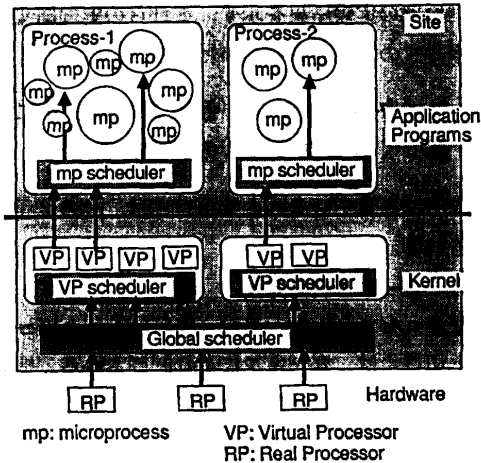 Site
Process-1
Process-2
mp
mp
mp
mp
mp
mp
mp
mp
mp
mp
mp
mp
Application
Programs
mp scheduler
mp scheduler
VP
VP
VP
VP
VP
VP
VP scheduler
VP scheduler
Kernel
Global scheduler
RP
RP
RP
Hardware
mp: microprocess
VP: Virtual Processor
RP: Real Processor